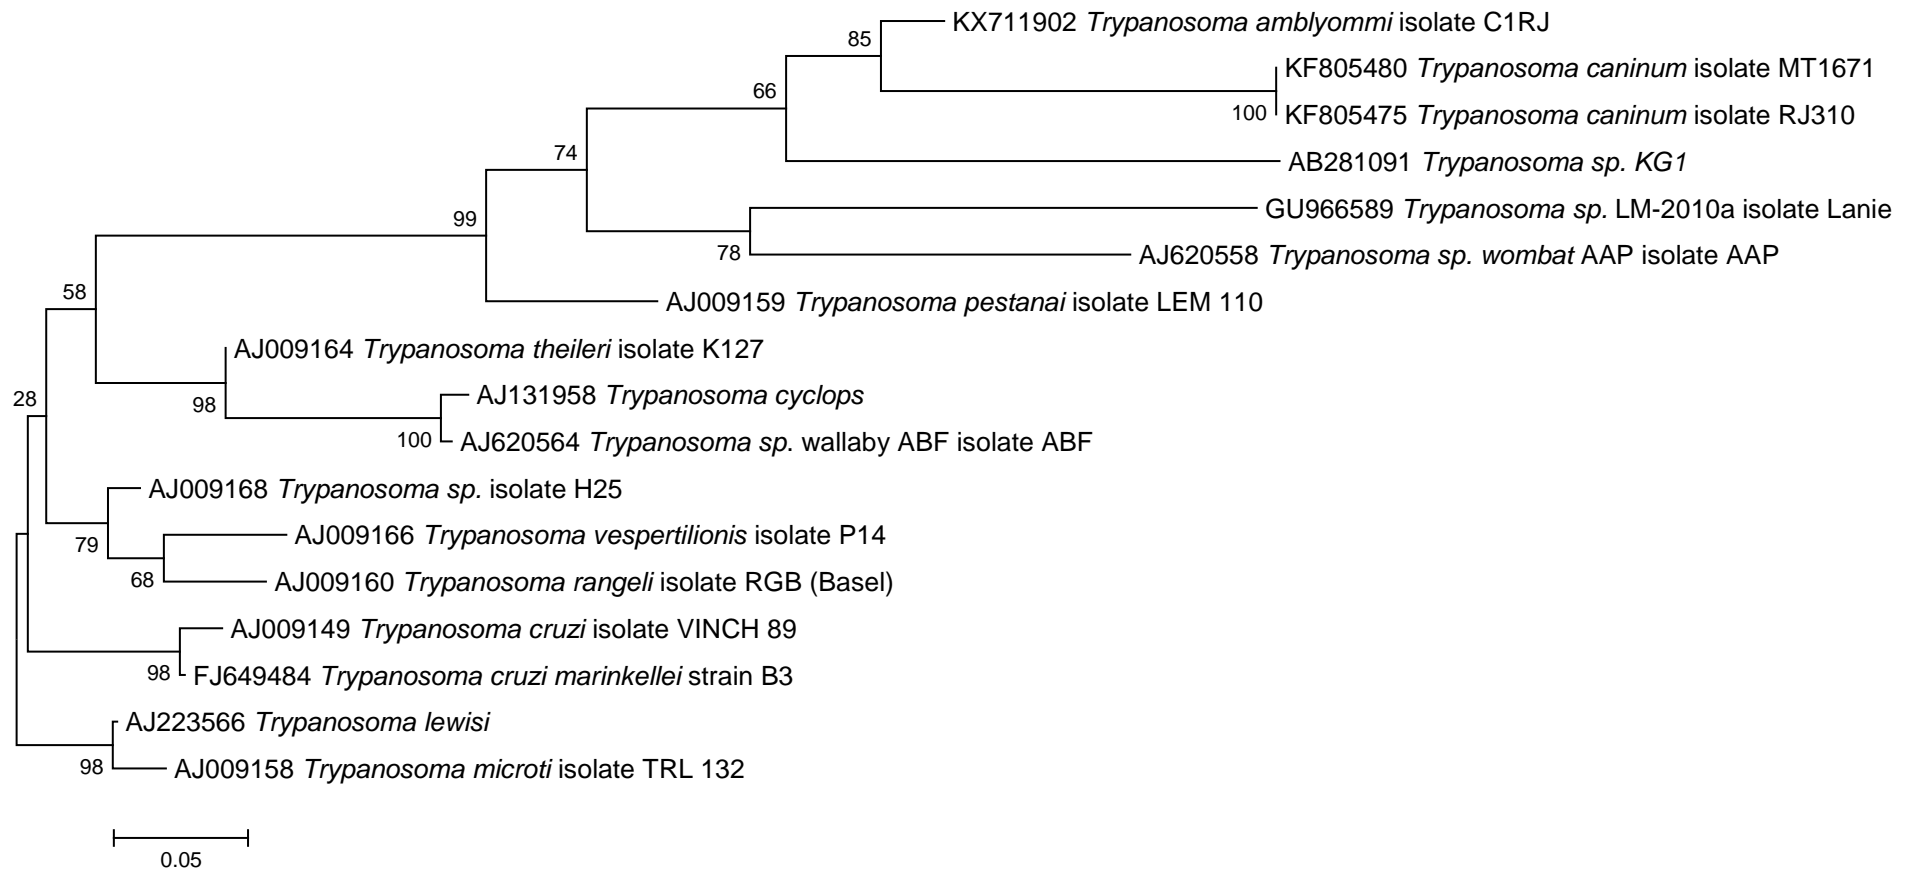 KX711902 Trypanosoma amblyommi isolate C1RJ
85
KF805480 Trypanosoma caninum isolate MT1671
66
100
KF805475 Trypanosoma caninum isolate RJ310
74
AB281091 Trypanosoma sp. KG1
99
GU966589 Trypanosoma sp. LM-2010a isolate Lanie
78
AJ620558 Trypanosoma sp. wombat AAP isolate AAP
58
AJ009159 Trypanosoma pestanai isolate LEM 110
AJ009164 Trypanosoma theileri isolate K127
28
98
AJ131958 Trypanosoma cyclops
100
AJ620564 Trypanosoma sp. wallaby ABF isolate ABF
AJ009168 Trypanosoma sp. isolate H25
79
AJ009166 Trypanosoma vespertilionis isolate P14
68
AJ009160 Trypanosoma rangeli isolate RGB (Basel)
AJ009149 Trypanosoma cruzi isolate VINCH 89
98
FJ649484 Trypanosoma cruzi marinkellei strain B3
AJ223566 Trypanosoma lewisi
98
AJ009158 Trypanosoma microti isolate TRL 132
0.05